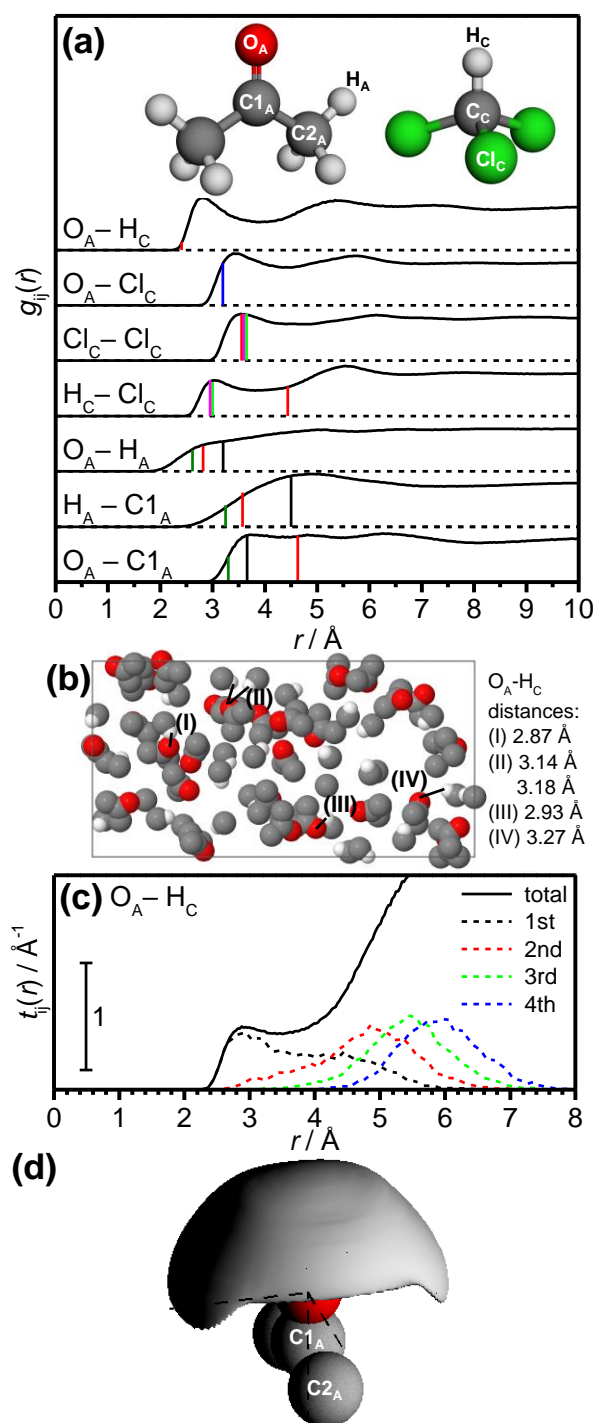 (a)
O_A
H_A
C1_A
C2_A
H_C
C_C
Cl_C
g_ij(r)
O_A – H_C
O_A – Cl_C
Cl_C – Cl_C
H_C – Cl_C
O_A – H_A
H_A – C1_A
O_A – C1_A
0 1 2 3 4 5 6 7 8 9 10
r / Å
(b)
(I)
(II)
(III)
(IV)
O_A-H_C
distances:
(I) 2.87 Å
(II) 3.14 Å
3.18 Å
(III) 2.93 Å
(IV) 3.27 Å
(c) O_A – H_C
t_ij(r) / Å⁻¹
1
total
1st
2nd
3rd
4th
0 1 2 3 4 5 6 7 8
r / Å
(d)
C1_A
C2_A